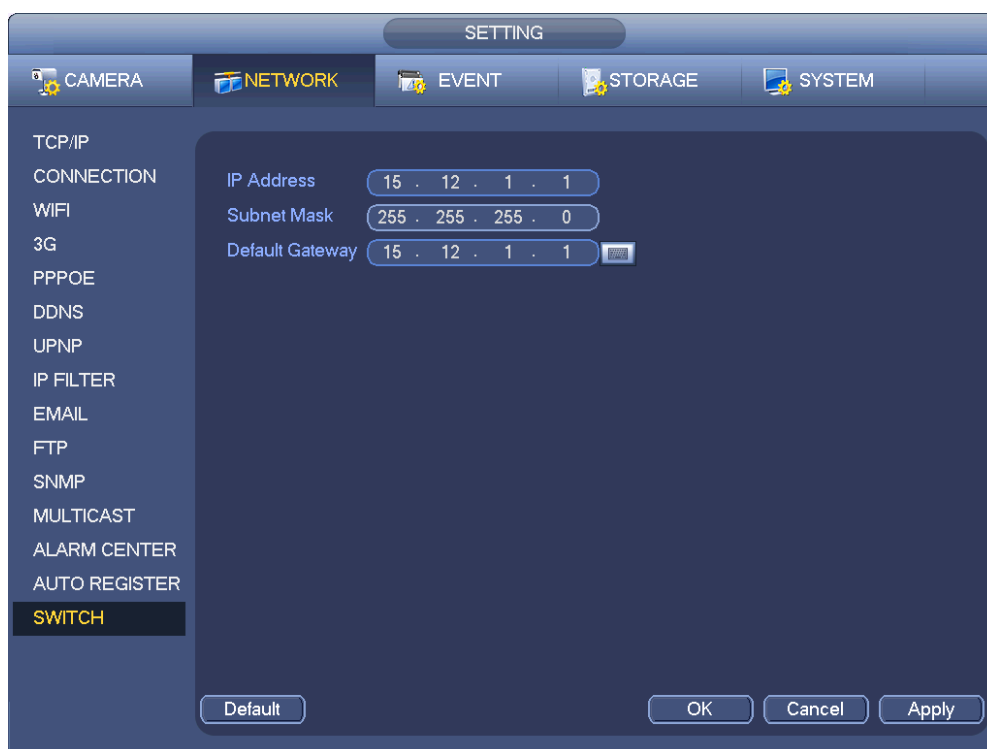 SETTING
CAMERA NETWORK EVENT STORAGE SYSTEM
TCP/IP
CONNECTION
WIFI
3G
PPPOE
DDNS
UPNP
IP FILTER
EMAIL
FTP
SNMP
MULTICAST
ALARM CENTER
AUTO REGISTER
SWITCH
IP Address 15 . 12 . 1 . 1
Subnet Mask 255 . 255 . 255 . 0
Default Gateway 15 . 12 . 1 . 1
Default OK Cancel Apply